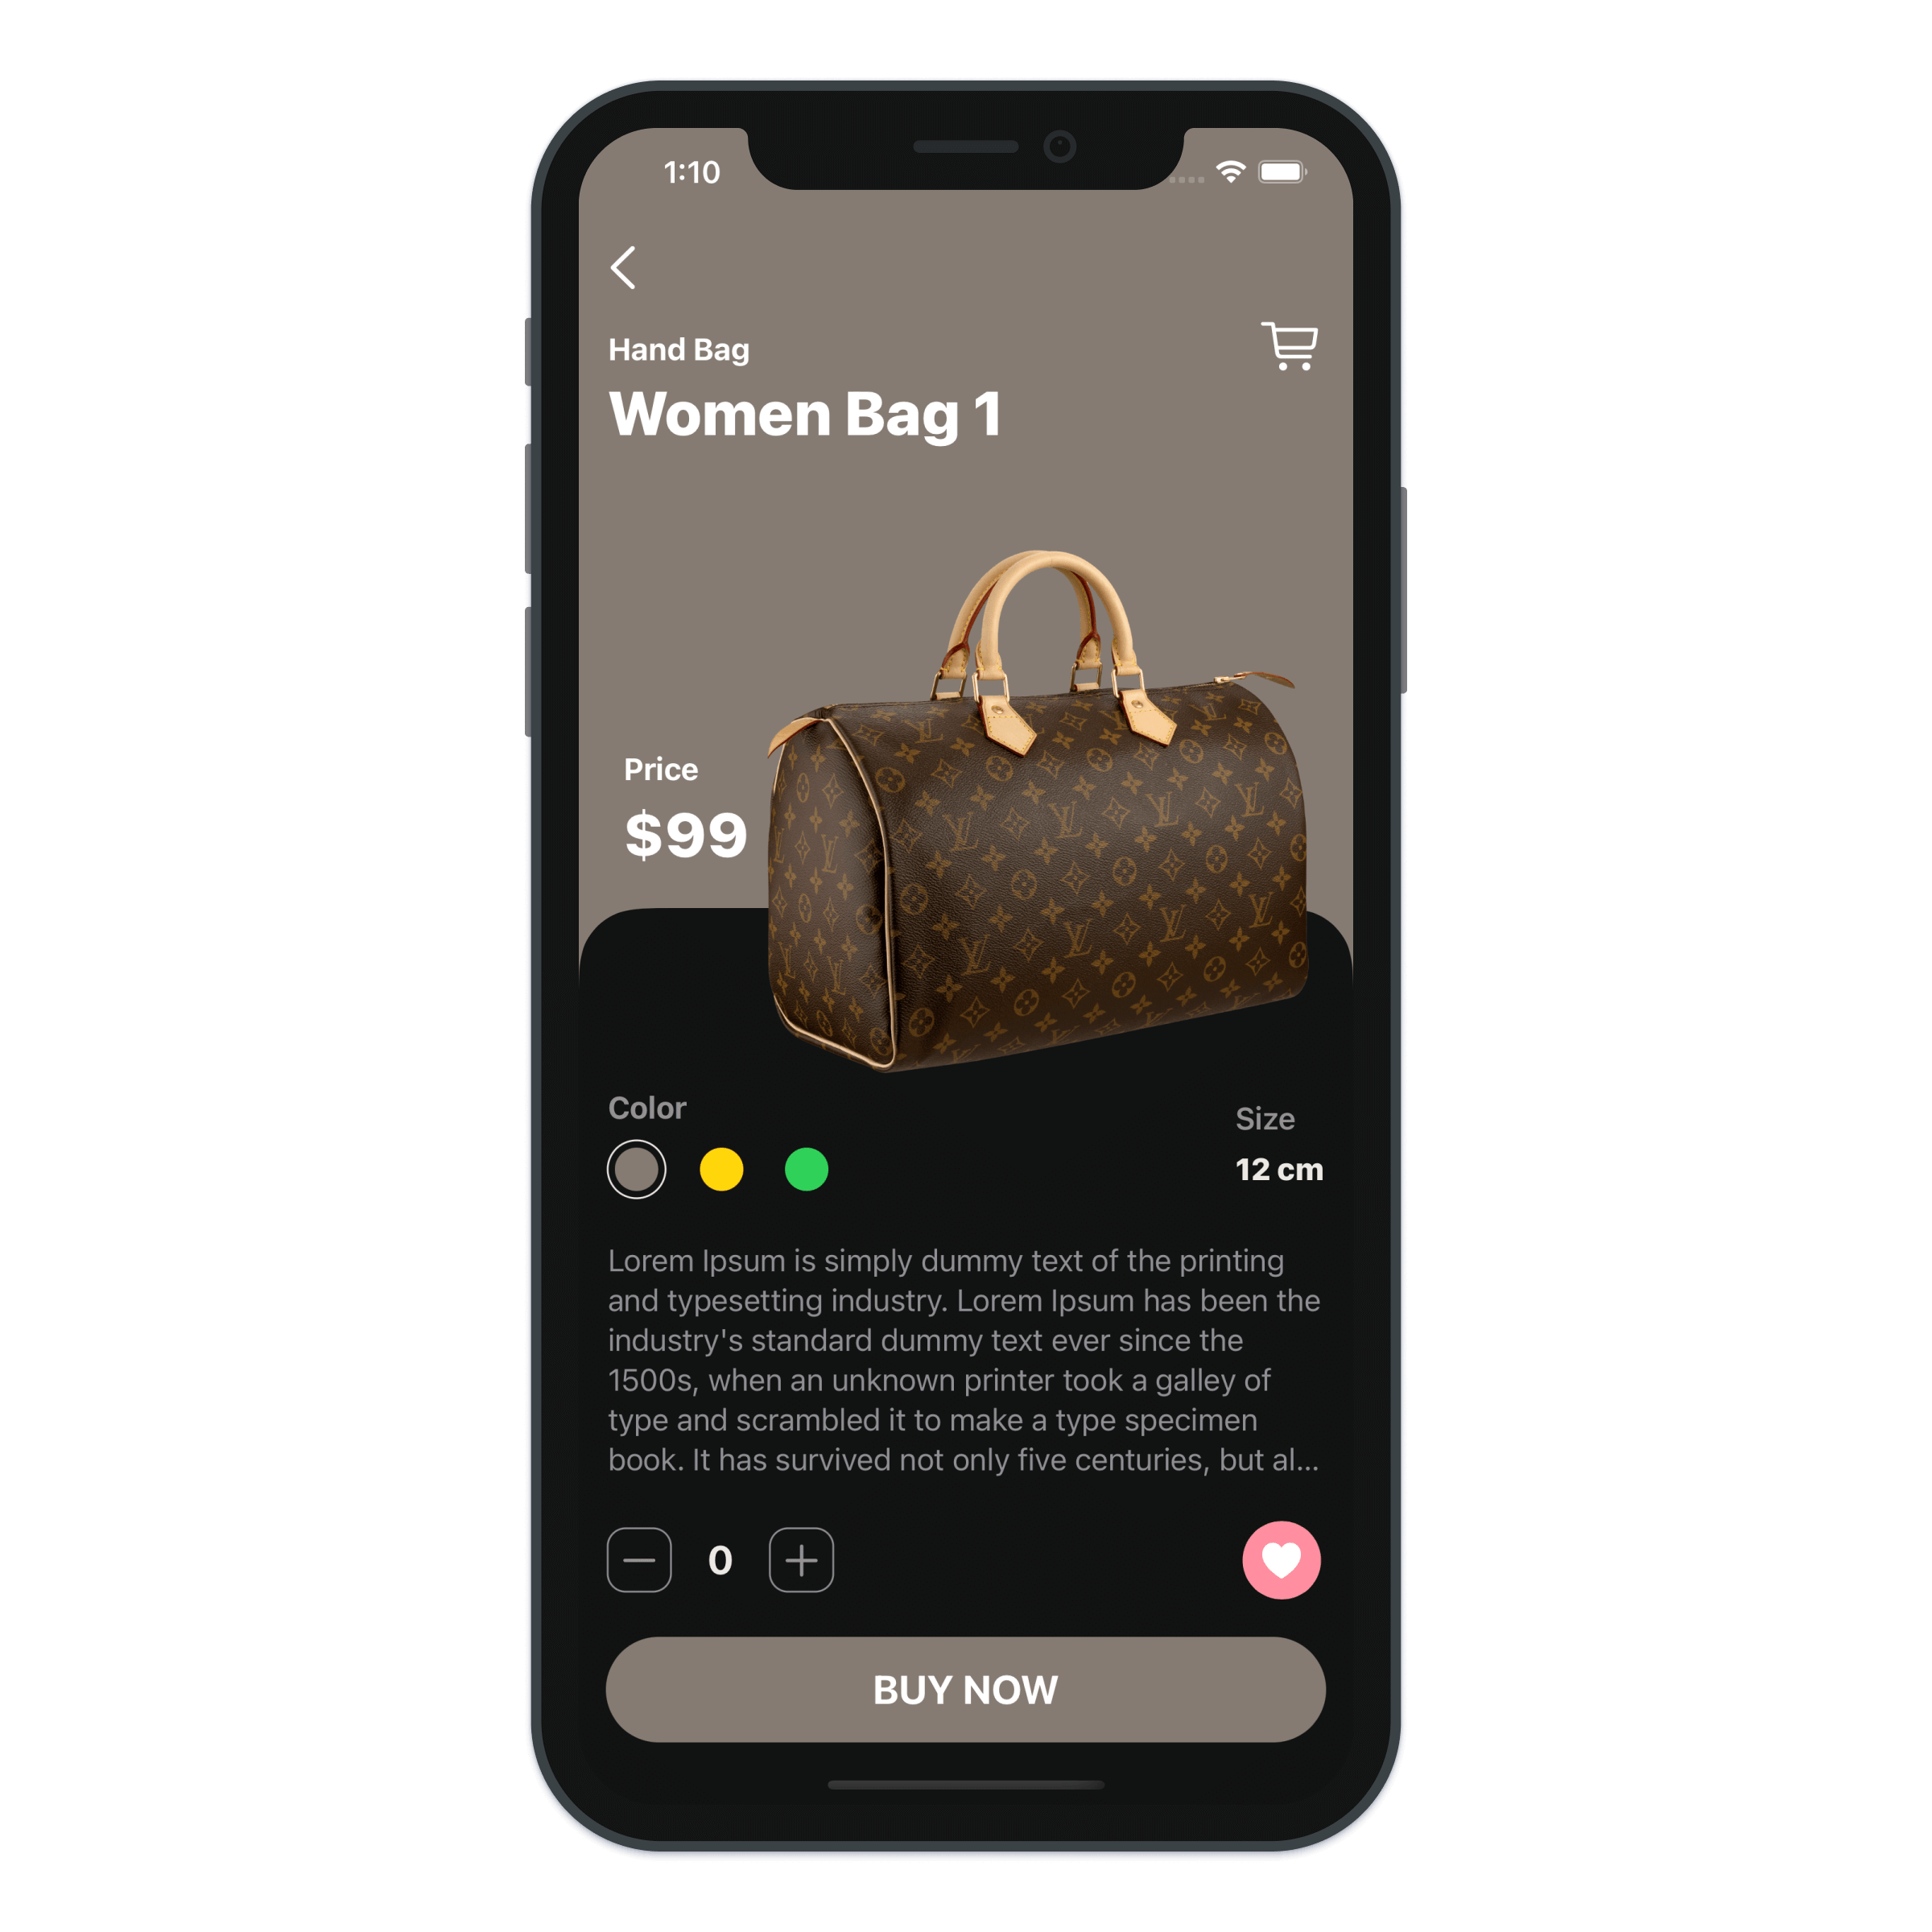 1:10
Hand Bag
Women Bag 1
Price
$99
Color
Size
12 cm
Lorem Ipsum is simply dummy text of the printing
and typesetting industry. Lorem Ipsum has been the
industry's standard dummy text ever since the
1500s, when an unknown printer took a galley of
type and scrambled it to make a type specimen
book. It has survived not only five centuries, but al...
0
BUY NOW